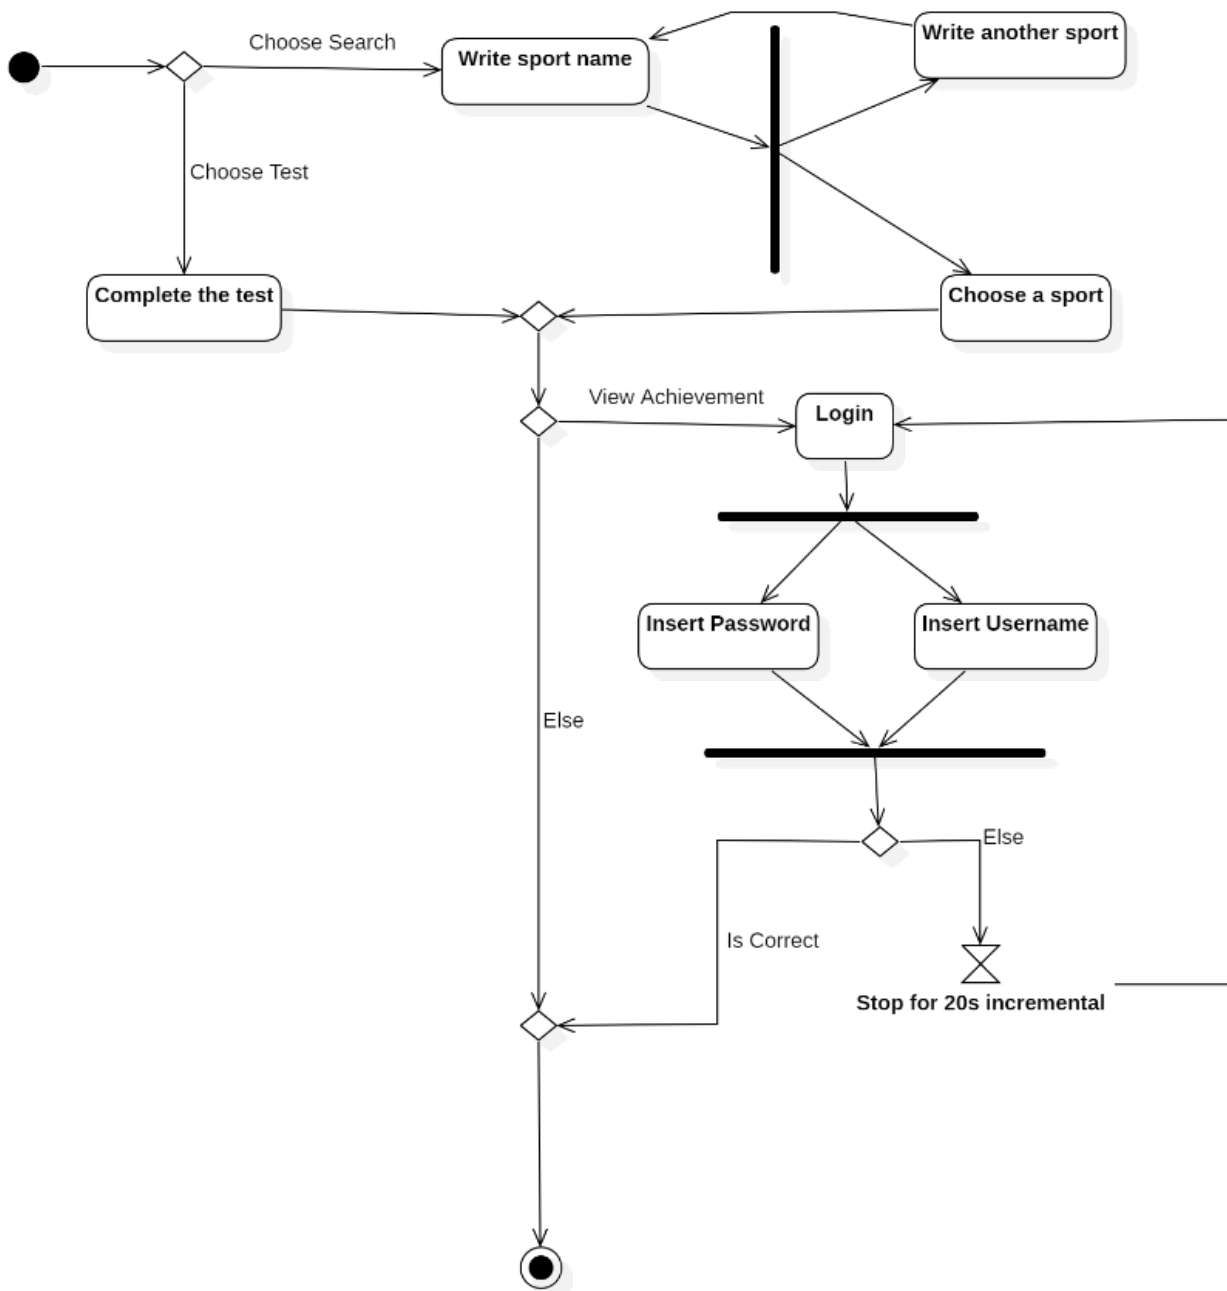 Choose Search
Write sport name
Write another sport
Choose Test
Complete the test
Choose a sport
View Achievement
Login
Insert Password
Insert Username
Else
Else
Is Correct
Stop for 20s incremental